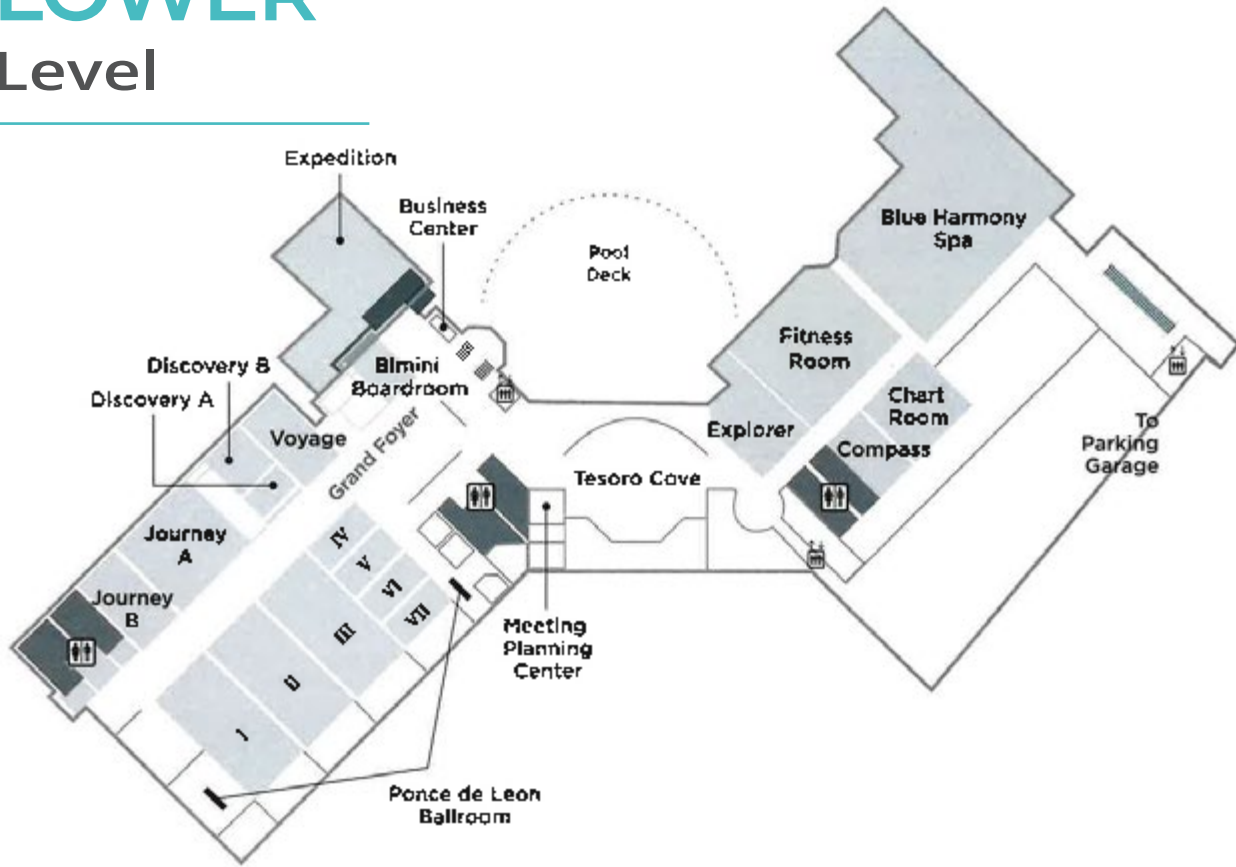 LOWER
Level
Expedition
Business
Center
Pool
Deck
Blue Harmony
Spa
Fitness
Room
Discovery B
Discovery A
Bimini
Boardroom
Voyage
Grand Foyer
Chart
Room
Explorer
Compass
To
Parking
Garage
Tesoro Cove
Journey
A
Journey
B
IV
V
VI
VII
III
II
I
Meeting
Planning
Center
Ponce de Leon
Ballroom